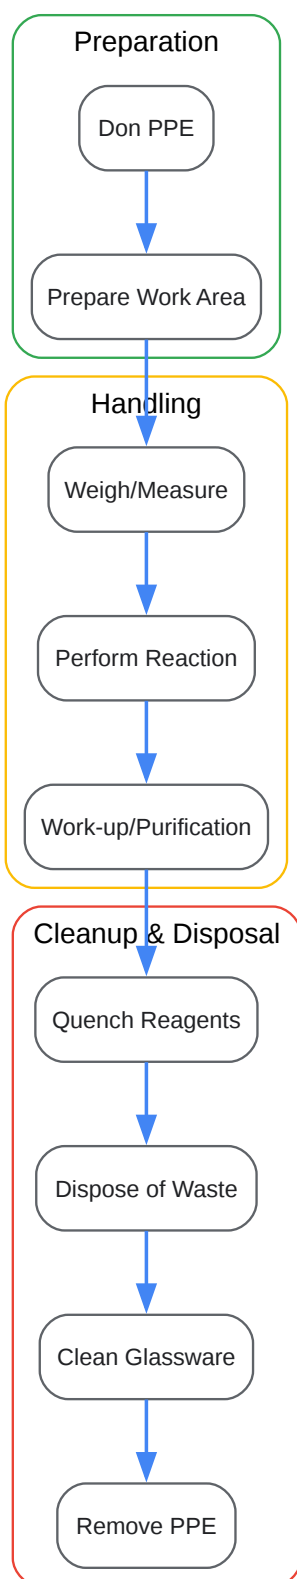 Preparation
Don PPE
Prepare Work Area
Handling
Weigh/Measure
Perform Reaction
Work-up/Purification
Cleanup & Disposal
Quench Reagents
Dispose of Waste
Clean Glassware
Remove PPE